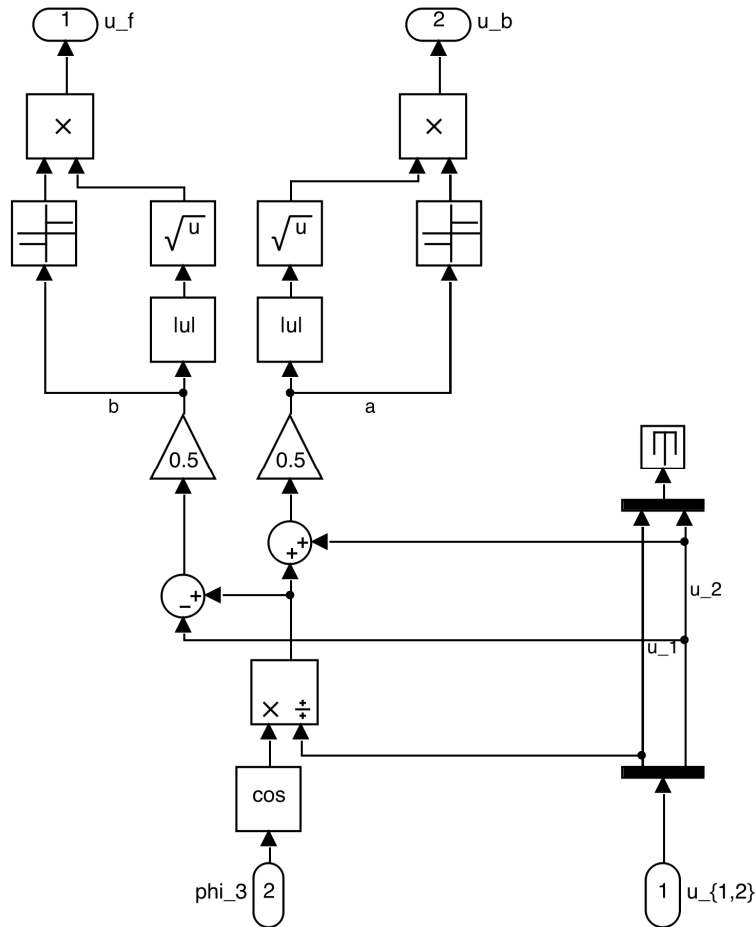 1 u_f
2 u_b
×
×
√u
√u
|u|
|u|
b
a
0.5
0.5
+
+
u_2
− +
u_1
× ÷
cos
phi_3 2
1 u_{1,2}